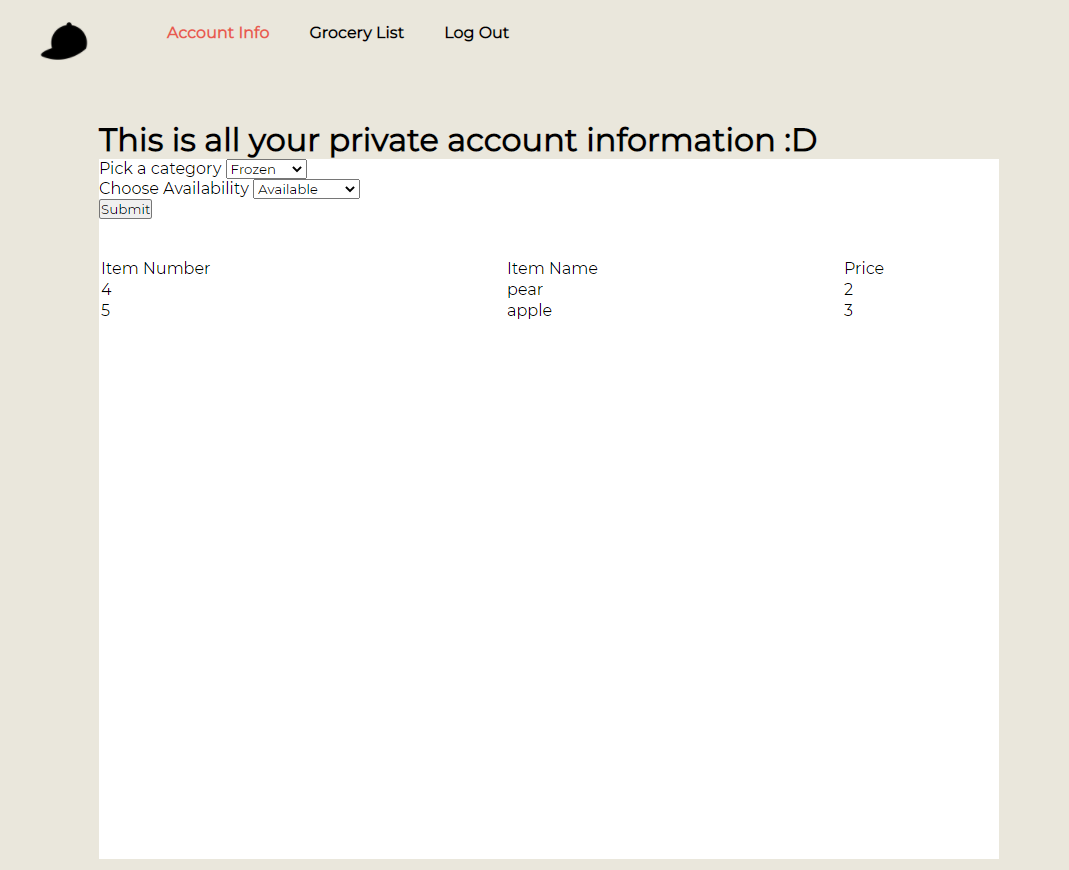 Account Info Grocery List Log Out
This is all your private account information :D
Pick a category Frozen
Choose Availability Available
Submit
Item Number Item Name Price
4 pear 2
5 apple 3